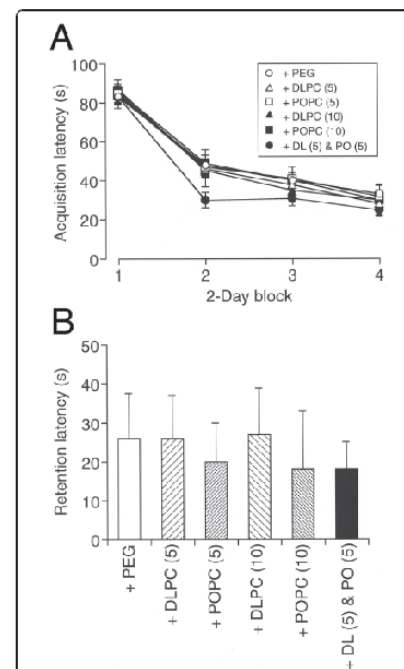 A
Acquisition latency (s)
100
80
60
40
20
0
+ PEG
+ DLPC (5)
+ POPC (5)
+ DLPC (10)
+ POPC (10)
+ DL (5) & PO (5)
1 2 3 4
2-Day block
B
Retention latency (s)
50
40
30
20
10
0
+ PEG
+ DLPC (5)
+ POPC (5)
+ DLPC (10)
+ POPC (10)
+ DL (5) & PO (5)